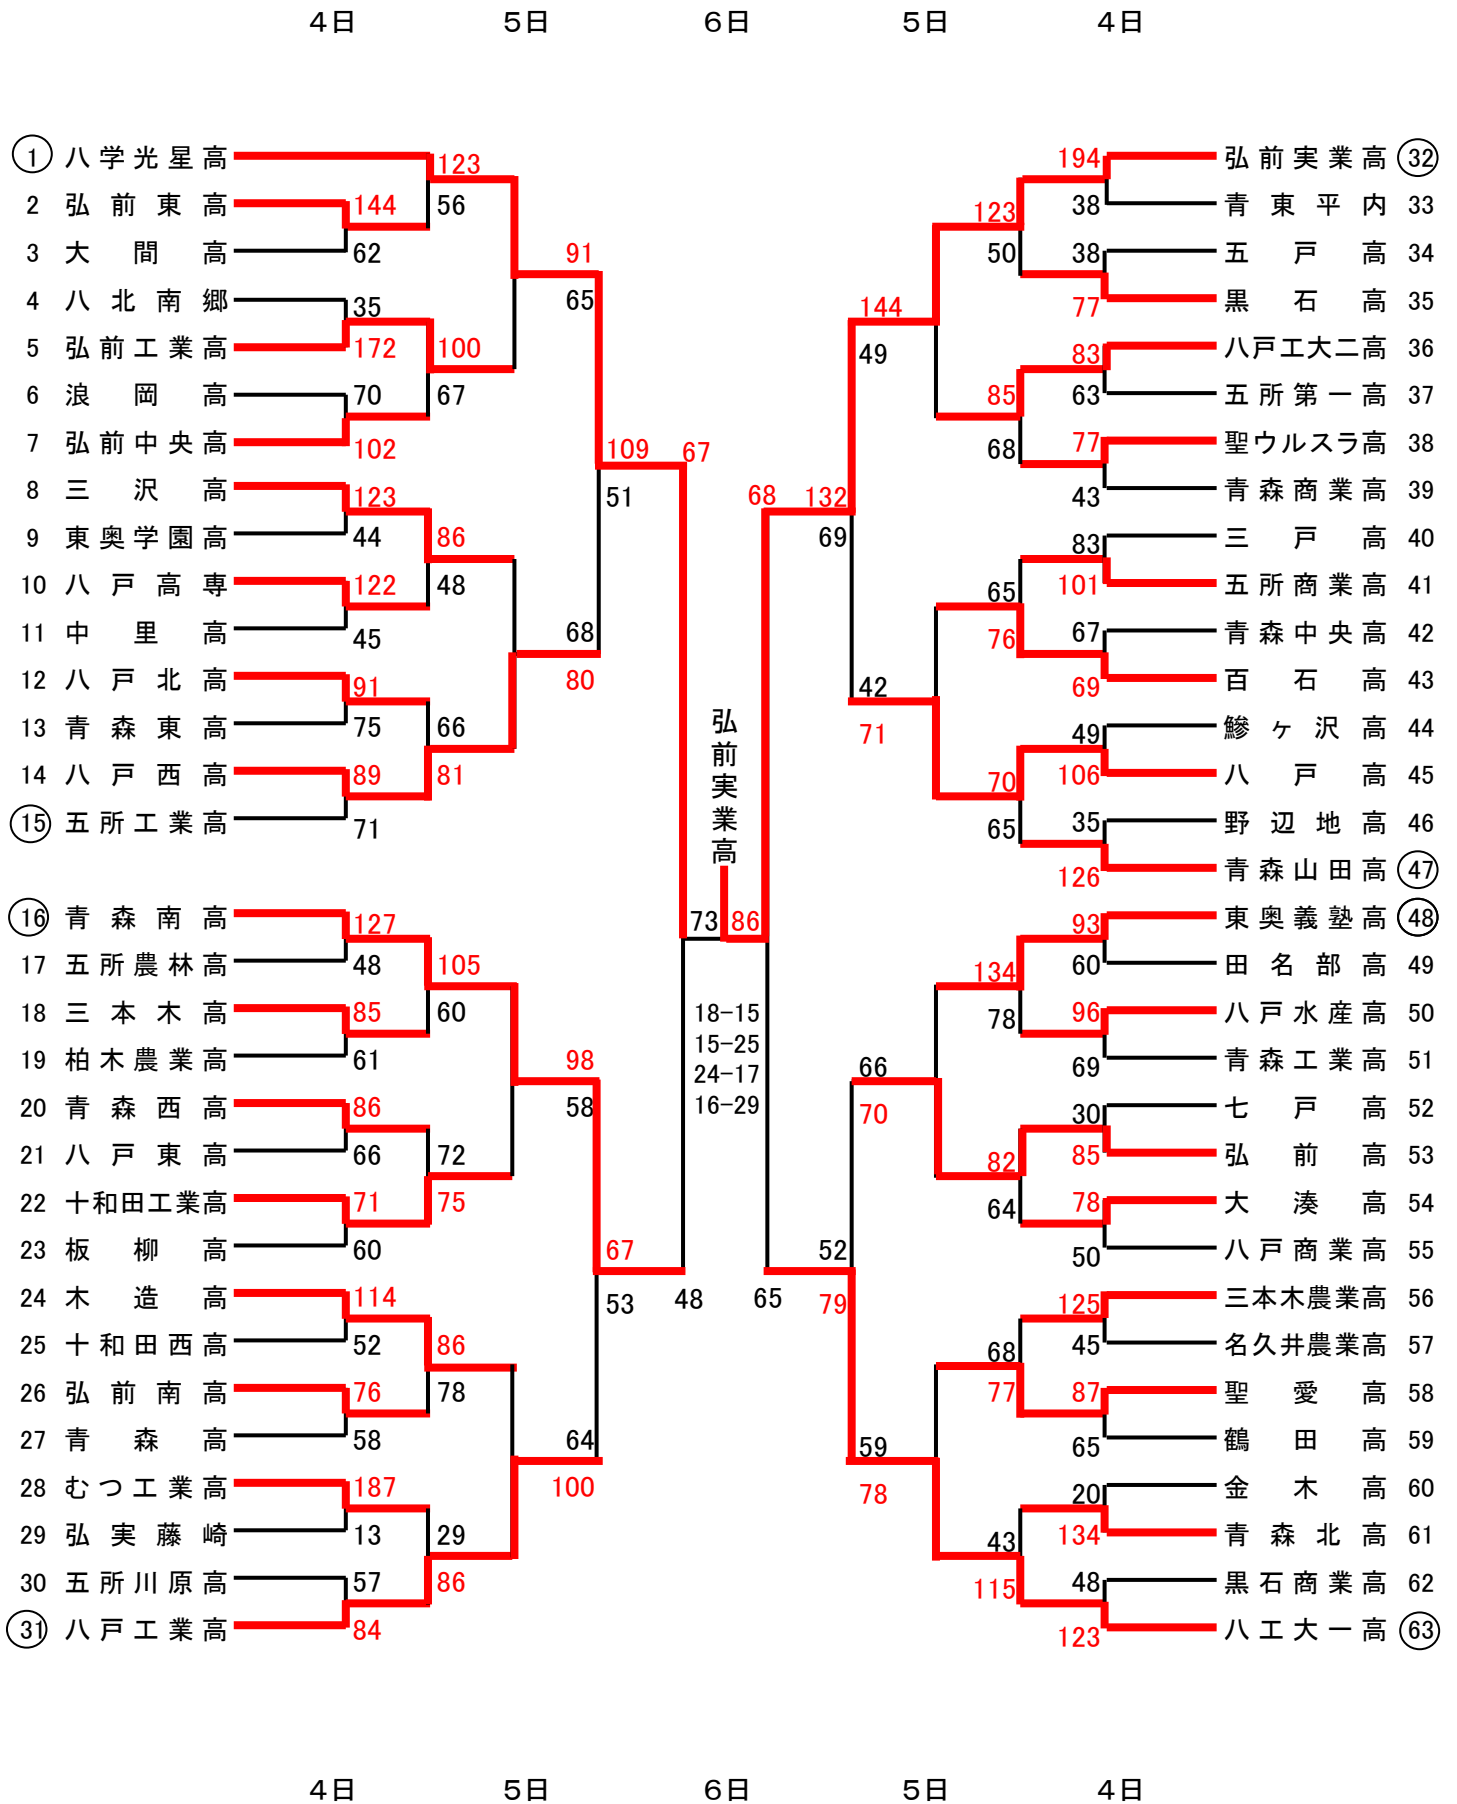 4日 5日 6日 5日 4日
1 八学光星高 123 194 弘前実業高 32
2 弘前東高 144 56 123 38 青東平内 33
3 大間高 62 91 50 38 五戸高 34
4 八北南郷 35 65 144 77 黒石高 35
5 弘前工業高 172 100 49 83 八戸工大二高 36
6 浪岡高 70 67 85 63 五所第一高 37
7 弘前中央高 102 109 67 68 77 聖ウルスラ高 38
8 三沢高 123 51 68 132 43 青森商業高 39
9 東奥学園高 44 86 69 83 三戸高 40
10 八戸高専 122 48 65 101 五所商業高 41
11 中里高 45 68 76 67 青森中央高 42
12 八戸北高 91 80 42 69 百石高 43
13 青森東高 75 66 71 49 鰺ヶ沢高 44
14 八戸西高 89 81 70 106 八戸高 45
15 五所工業高 71 65 35 野辺地高 46
弘前実業高
126 青森山田高 47
16 青森南高 127 73 86 93 東奥義塾高 48
17 五所農林高 48 105 134 60 田名部高 49
18 三本木高 85 60 18-15 78 96 八戸水産高 50
19 柏木農業高 61 98 15-25 66 69 青森工業高 51
20 青森西高 86 58 24-17 70 30 七戸高 52
16-29
21 八戸東高 66 72 82 85 弘前高 53
22 十和田工業高 71 75 64 78 大湊高 54
23 板柳高 60 67 52 50 八戸商業高 55
24 木造高 114 53 48 65 79 125 三本木農業高 56
25 十和田西高 52 86 68 45 名久井農業高 57
26 弘前南高 76 78 77 87 聖愛高 58
27 青森高 58 64 59 65 鶴田高 59
28 むつ工業高 187 100 78 20 金木高 60
29 弘実藤崎 13 29 43 134 青森北高 61
30 五所川原高 57 86 115 48 黒石商業高 62
31 八戸工業高 84 123 八工大一高 63
4日 5日 6日 5日 4日